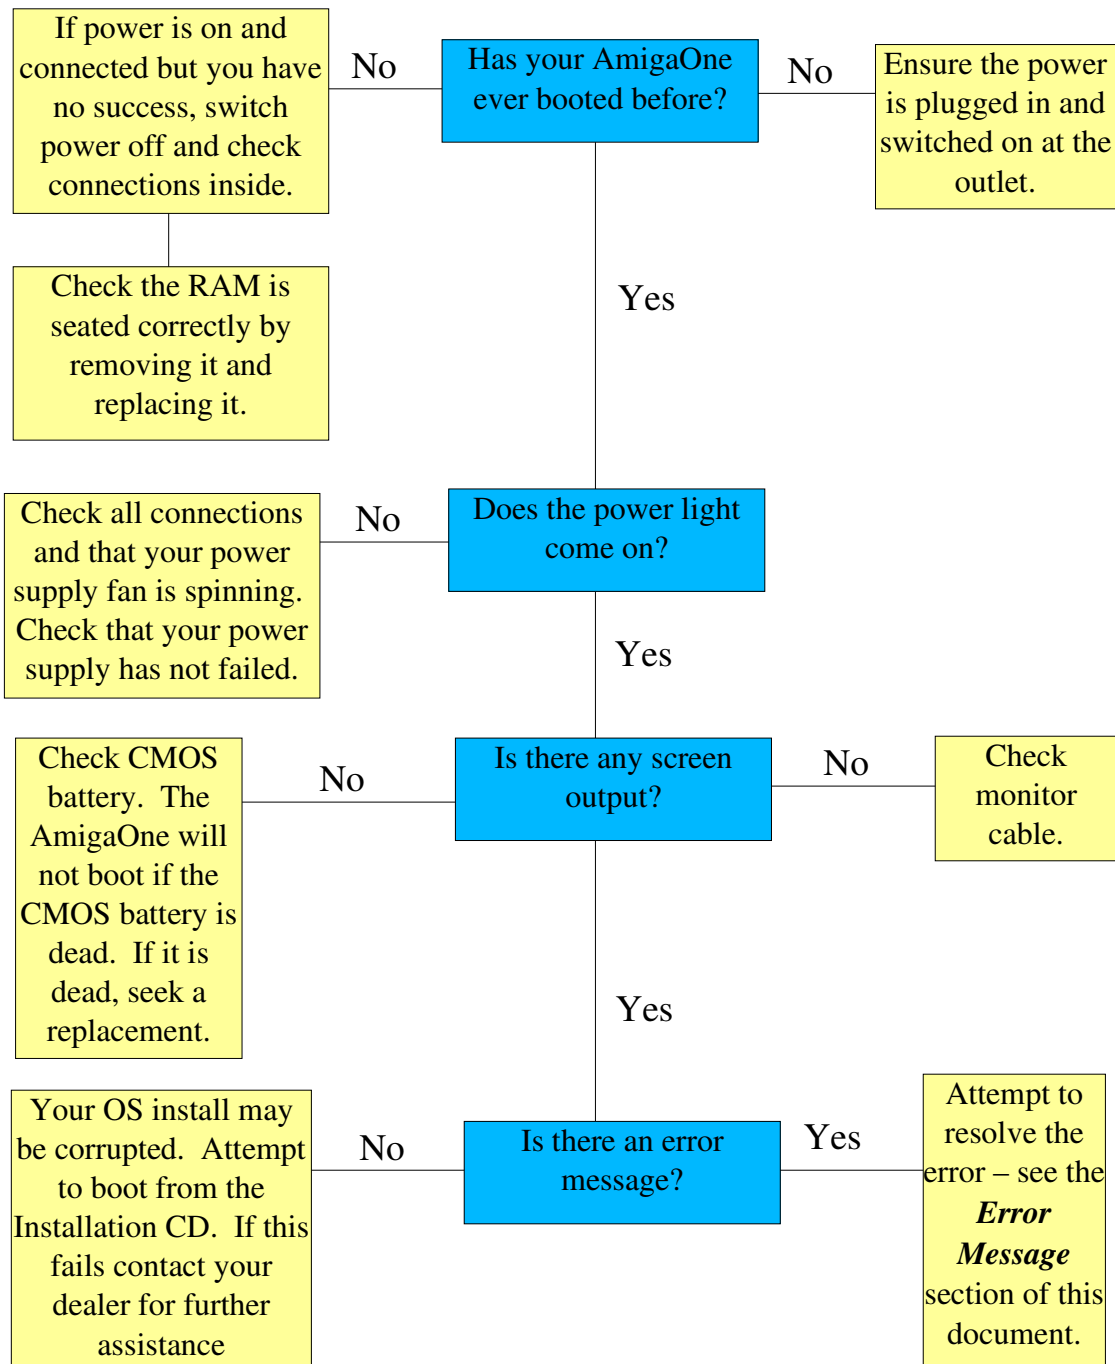 If power is on and
connected but you have
no success, switch
power off and check
connections inside.
No
Has your AmigaOne
ever booted before?
No
Ensure the power
is plugged in and
switched on at the
outlet.
Check the RAM is
seated correctly by
removing it and
replacing it.
Yes
Check all connections
and that your power
supply fan is spinning.
Check that your power
supply has not failed.
No
Does the power light
come on?
Yes
Check CMOS
battery. The
AmigaOne will
not boot if the
CMOS battery is
dead. If it is
dead, seek a
replacement.
No
Is there any screen
output?
No
Check
monitor
cable.
Yes
Your OS install may
be corrupted. Attempt
to boot from the
Installation CD. If this
fails contact your
dealer for further
assistance
No
Is there an error
message?
Yes
Attempt to
resolve the
error – see the
Error
Message
section of this
document.